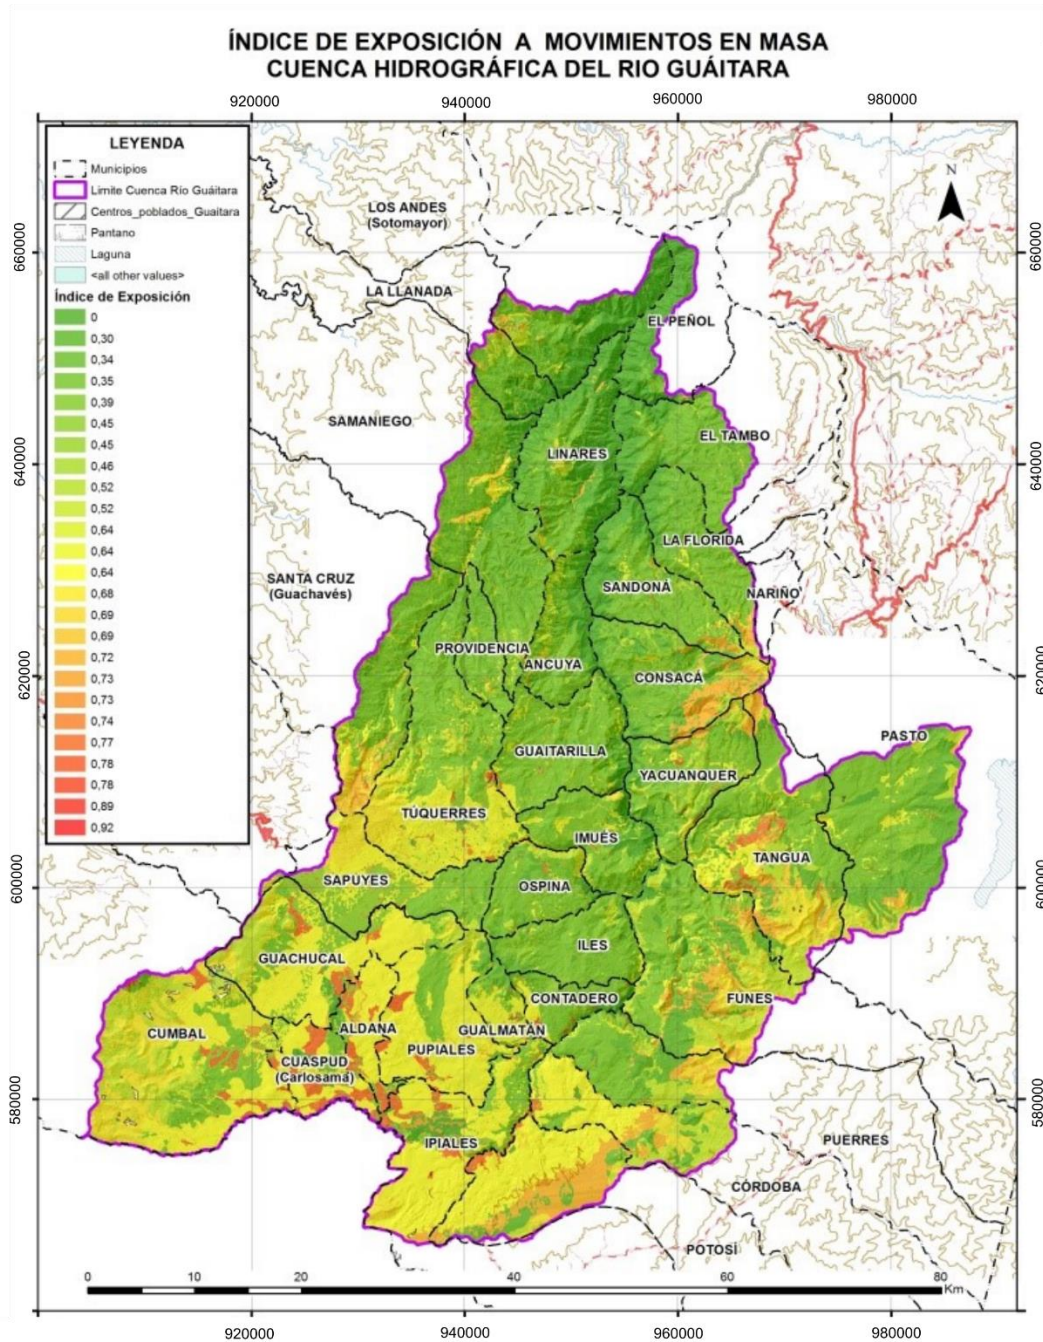 ÍNDICE DE EXPOSICIÓN A MOVIMIENTOS EN MASA
CUENCA HIDROGRÁFICA DEL RIO GUÁITARA
920000 940000 960000 980000
LEYENDA
Municipios
Limite Cuenca Río Guáitara
Centros_poblados_Guaitara
Pantano
Laguna
<all other values>
Índice de Exposición
0
0,30
0,34
0,35
0,39
0,45
0,45
0,46
0,52
0,52
0,64
0,64
0,64
0,68
0,69
0,69
0,72
0,73
0,73
0,74
0,77
0,78
0,78
0,89
0,92
N
LOS ANDES
(Sotomayor)
660000 660000
LA LLANADA
EL PEÑOL
SAMANIEGO
EL TAMBO
LINARES
640000 640000
LA FLORIDA
SANTA CRUZ
(Guachavés)
SANDONÁ
NARIÑO
PROVIDENCIA
ANCUYA
CONSACÁ
620000 620000
PASTO
GUAITARILLA
YACUANQUER
TÚQUERRES
IMUÉS
TANGUA
SAPUYES
OSPINA
600000 600000
GUACHUCAL
ILES
CONTADERO
FUNES
CUMBAL
ALDANA
GUALMATÁN
PUPIALES
CUASPUD
(Carlosamá)
580000 580000
IPIALES
PUERRES
CÓRDOBA
POTOSÍ
0 10 20 40 60 80
Km
920000 940000 960000 980000